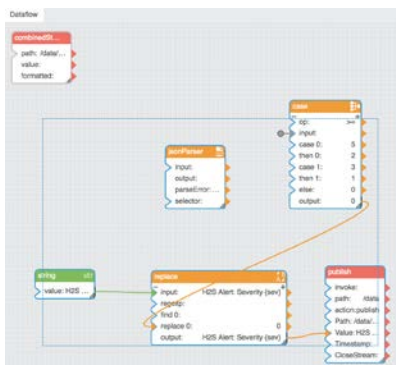 Dataflow
combinedSt...
path: /data/...
value:
formatted:
case
op: >=
input:
case 0: 5
then 0: 2
case 1: 3
then 1: 1
else: 0
output: 0
jsonParser
input:
output:
parseError:...
selector:
string
value: H2S ...
replace
input: H2S Alert: Severity {sev}
find 0:
replace 0: 0
output: H2S Alert: Severity {sev}
publish
invoke:
path: /data
action:publish
Path: /data/...
Value: H2S ...
Timestamp:
CloseStream: